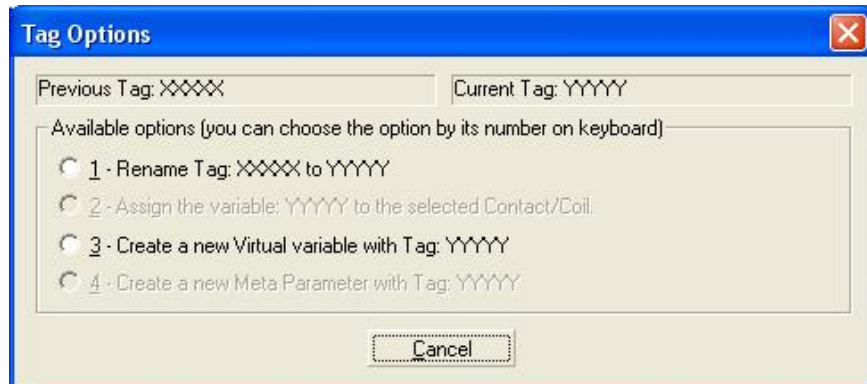 Tag Options
Previous Tag: XXXXX
Current Tag: YYYYY
Available options (you can choose the option by its number on keyboard)
1 - Rename Tag: XXXXX to YYYYY
2 - Assign the variable: YYYYY to the selected Contact/Coil.
3 - Create a new Virtual variable with Tag: YYYYY
4 - Create a new Meta Parameter with Tag: YYYYY
Cancel